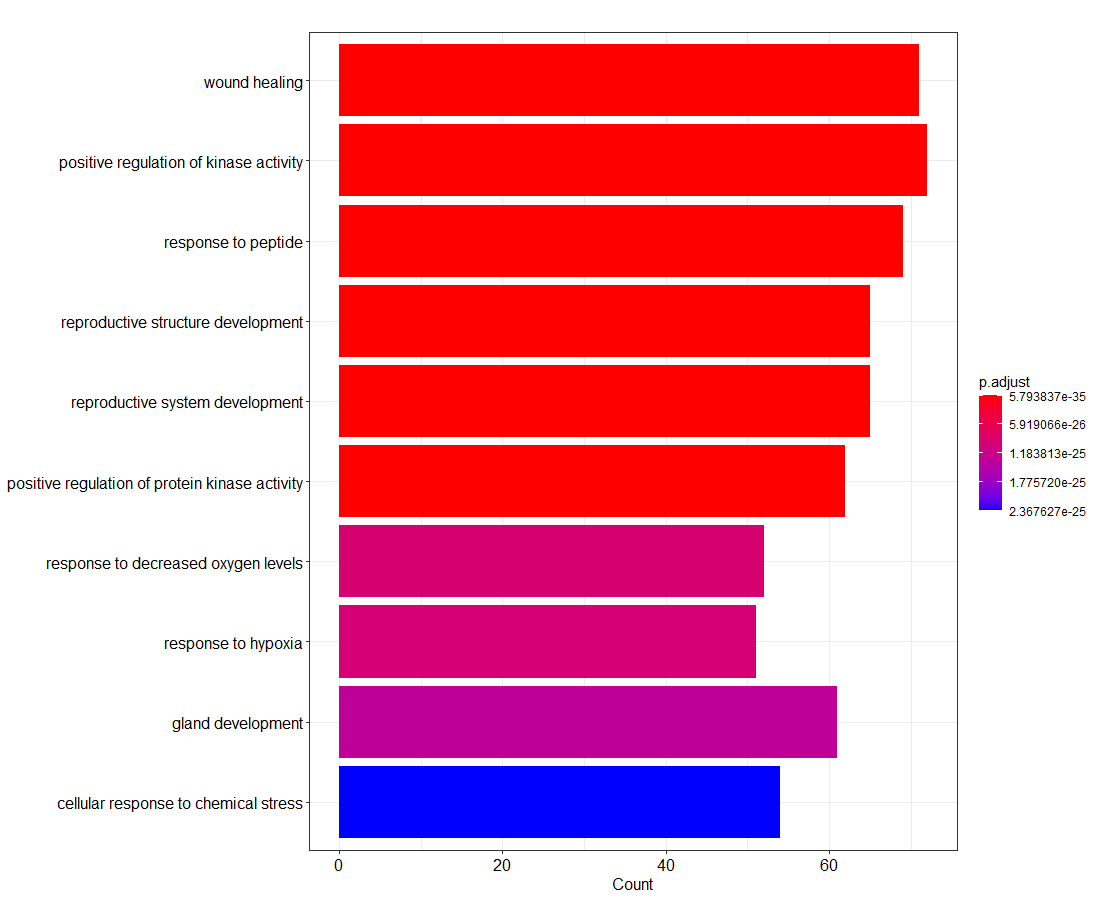 wound healing
positive regulation of kinase activity
response to peptide
reproductive structure development
reproductive system development
positive regulation of protein kinase activity
response to decreased oxygen levels
response to hypoxia
gland development
cellular response to chemical stress
0 20 40 60
Count
p.adjust
5.793837e-35
5.919066e-26
1.183813e-25
1.775720e-25
2.367627e-25